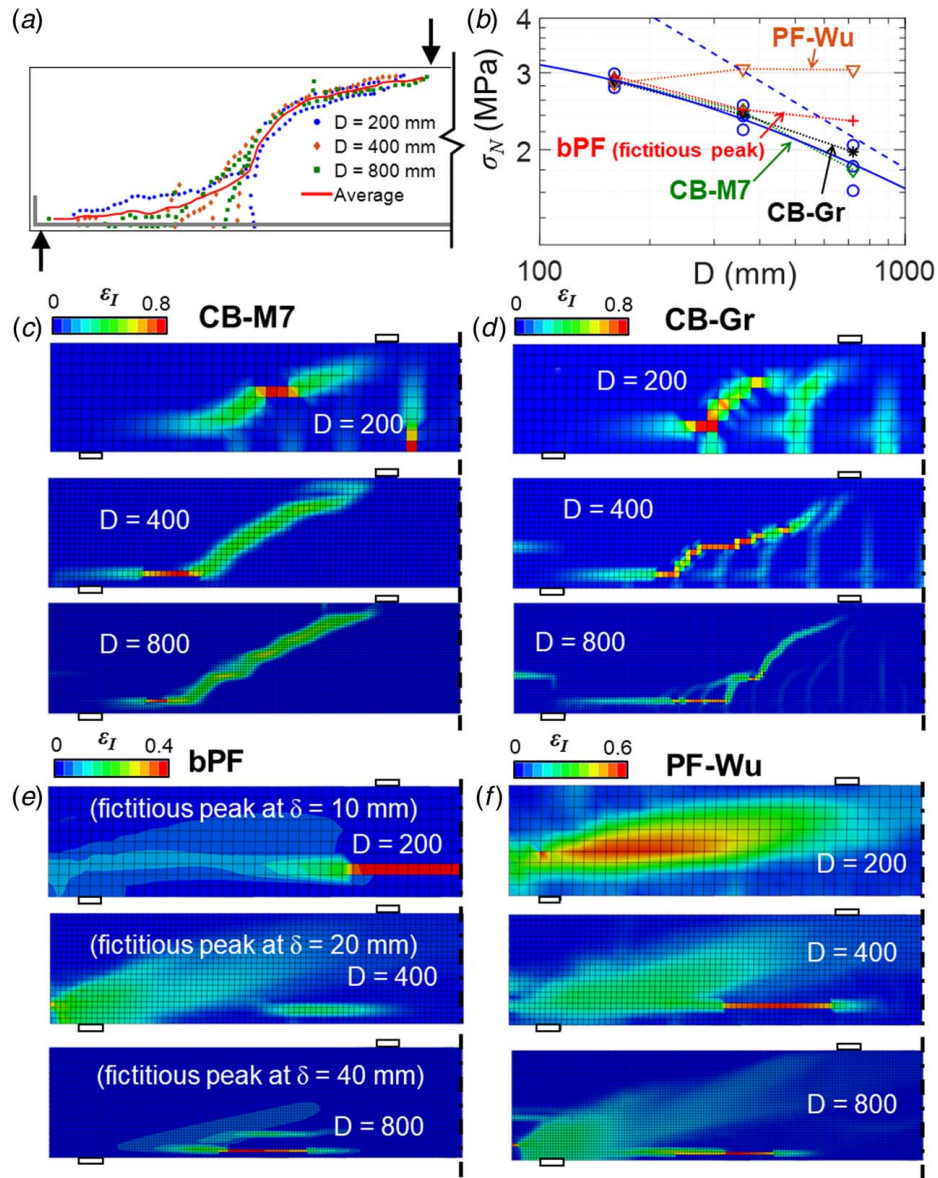 (a)
D = 200 mm
D = 400 mm
D = 800 mm
Average
(b)
4
3
2
σN (MPa)
PF-Wu
bPF (fictitious peak)
CB-M7
CB-Gr
100 D (mm) 1000
0 εI 0.8
(c) CB-M7
D = 200
D = 400
D = 800
0 εI 0.8
(d) CB-Gr
D = 200
D = 400
D = 800
0 εI 0.4
(e) bPF
(fictitious peak at δ = 10 mm)
D = 200
(fictitious peak at δ = 20 mm)
D = 400
(fictitious peak at δ = 40 mm)
D = 800
0 εI 0.6
(f) PF-Wu
D = 200
D = 400
D = 800